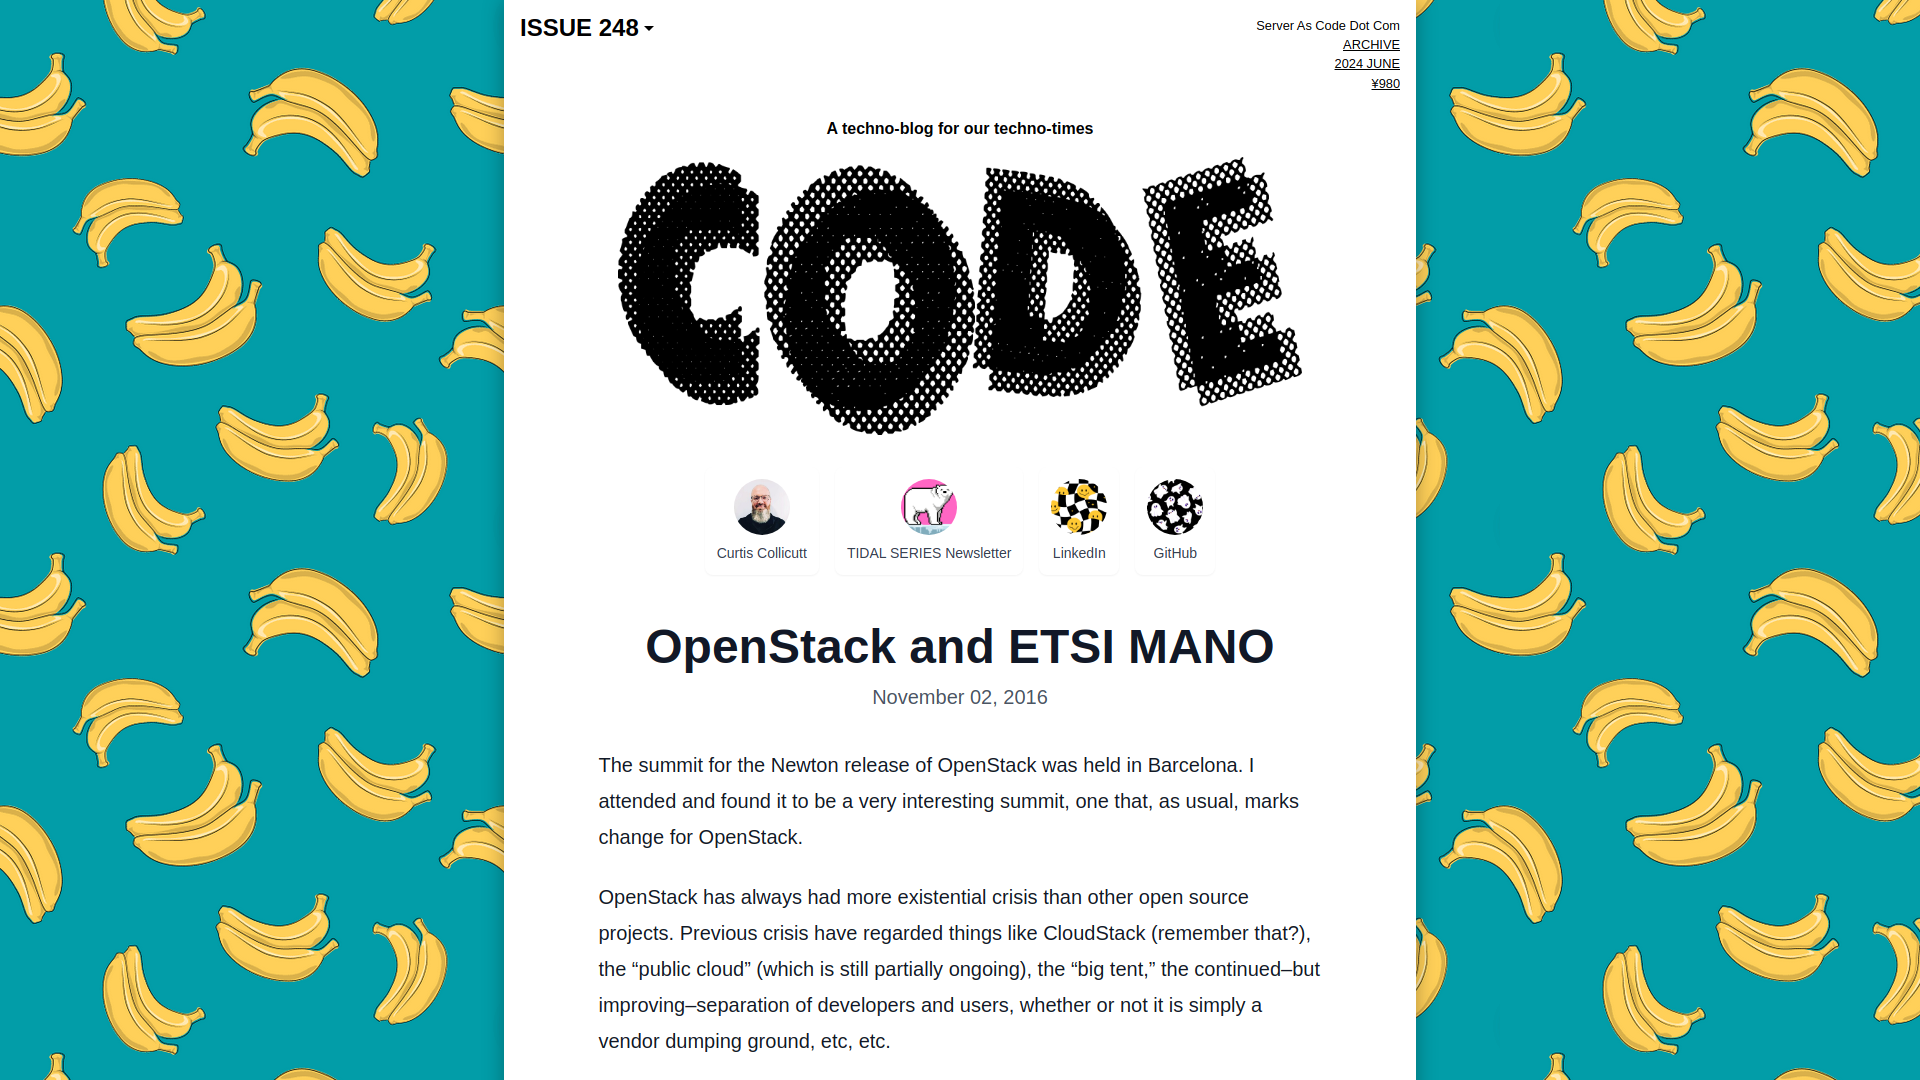 ISSUE 248
Server As Code Dot Com
ARCHIVE
2024 JUNE
¥980
A techno-blog for our techno-times
CODE
Curtis Collicutt
TIDAL SERIES Newsletter
LinkedIn
GitHub
OpenStack and ETSI MANO
November 02, 2016
The summit for the Newton release of OpenStack was held in Barcelona. I
attended and found it to be a very interesting summit, one that, as usual, marks
change for OpenStack.
OpenStack has always had more existential crisis than other open source
projects. Previous crisis have regarded things like CloudStack (remember that?),
the “public cloud” (which is still partially ongoing), the “big tent,” the continued–but
improving–separation of developers and users, whether or not it is simply a
vendor dumping ground, etc, etc.